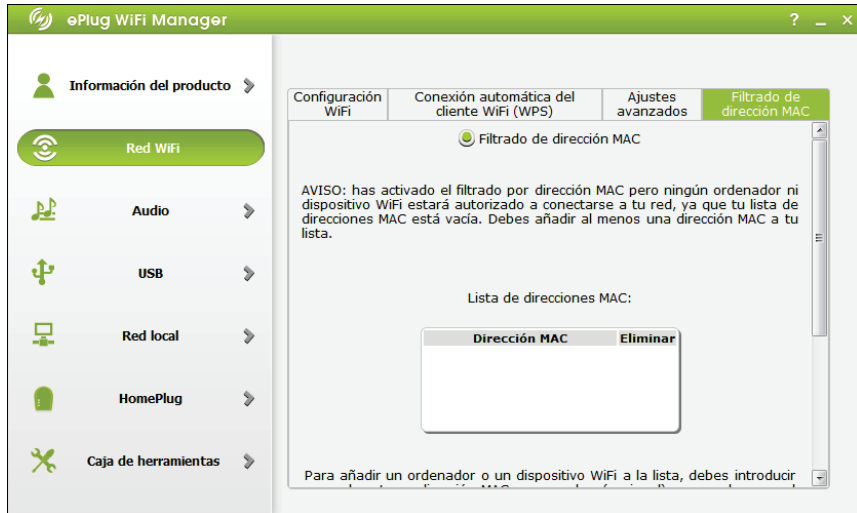 ePlug WiFi Manager
Información del producto
Red WiFi
Audio
USB
Red local
HomePlug
Caja de herramientas
Configuración
WiFi
Conexión automática del
cliente WiFi (WPS)
Ajustes
avanzados
Filtrado de
dirección MAC
Filtrado de dirección MAC
AVISO: has activado el filtrado por dirección MAC pero ningún ordenador ni
dispositivo WiFi estará autorizado a conectarse a tu red, ya que tu lista de
direcciones MAC está vacía. Debes añadir al menos una dirección MAC a tu
lista.
Lista de direcciones MAC:
Dirección MAC Eliminar
Para añadir un ordenador o un dispositivo WiFi a la lista, debes introducir